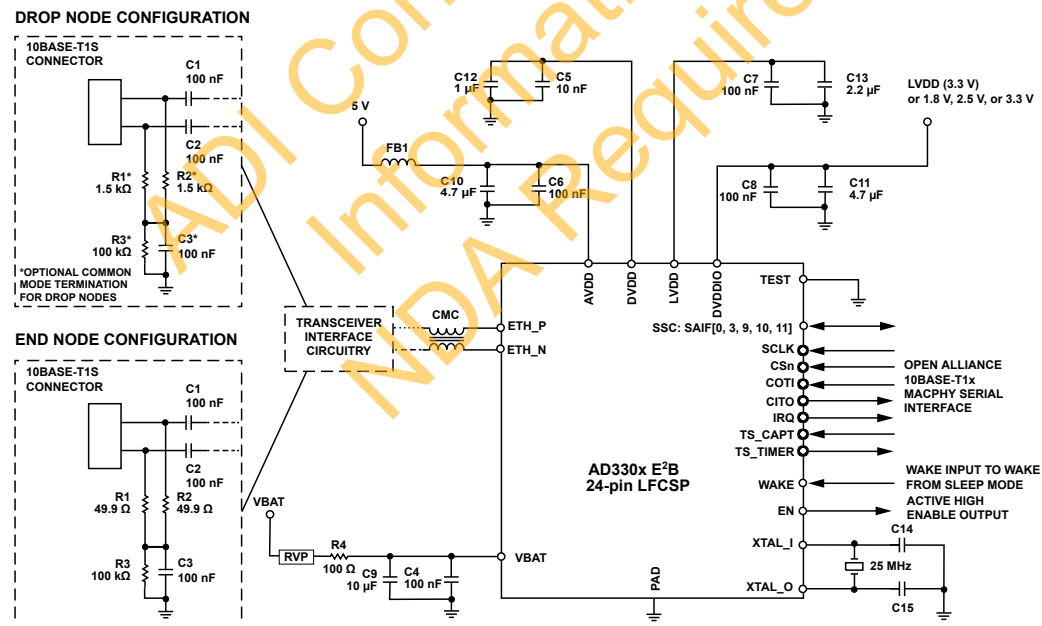 DROP NODE CONFIGURATION
10BASE-T1S
CONNECTOR
C1
100 nF
C2
100 nF
R1*
1.5 kΩ
R2*
1.5 kΩ
R3*
100 kΩ
C3*
100 nF
*OPTIONAL COMMON
MODE TERMINATION
FOR DROP NODES
END NODE CONFIGURATION
10BASE-T1S
CONNECTOR
C1
100 nF
C2
100 nF
R1
49.9 Ω
R2
49.9 Ω
R3
100 kΩ
C3
100 nF
TRANSCEIVER
INTERFACE
CIRCUITRY
CMC
5 V
FB1
C12
1 µF
C5
10 nF
C10
4.7 µF
C6
100 nF
C7
100 nF
C13
2.2 µF
LVDD (3.3 V)
or 1.8 V, 2.5 V, or 3.3 V
C8
100 nF
C11
4.7 µF
AVDD
DVDD
LVDD
DVDDIO
ETH_P
ETH_N
VBAT
RVP
R4
100 Ω
C9
10 µF
C4
100 nF
VBAT
AD330x E²B
24-pin LFCSP
PAD
TEST
SSC: SAIF[0, 3, 9, 10, 11]
SCLK
CSn
COTI
CITO
IRQ
TS_CAPT
TS_TIMER
OPEN ALLIANCE
10BASE-T1x
MACPHY SERIAL
INTERFACE
WAKE
WAKE INPUT TO WAKE
FROM SLEEP MODE
EN
ACTIVE HIGH
ENABLE OUTPUT
XTAL_I
XTAL_O
C14
25 MHz
C15
ADI Con
Informat
NDA Require